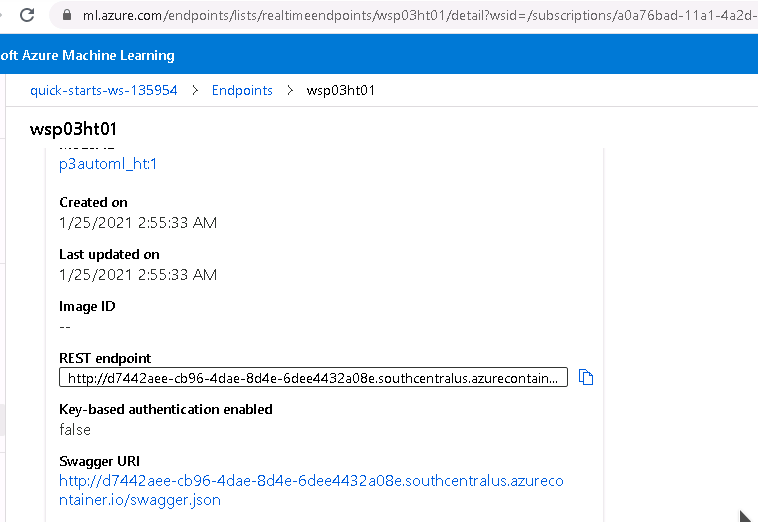 ml.azure.com/endpoints/lists/realtimeendpoints/wsp03ht01/detail?wsid=/subscriptions/a0a76bad-11a1-4a2d-
oft Azure Machine Learning
quick-starts-ws-135954 > Endpoints > wsp03ht01
wsp03ht01
p3automl_ht:1
Created on
1/25/2021 2:55:33 AM
Last updated on
1/25/2021 2:55:33 AM
Image ID
--
REST endpoint
http://d7442aee-cb96-4dae-8d4e-6dee4432a08e.southcentralus.azurecontain...
Key-based authentication enabled
false
Swagger URI
http://d7442aee-cb96-4dae-8d4e-6dee4432a08e.southcentralus.azureco
ntainer.io/swagger.json